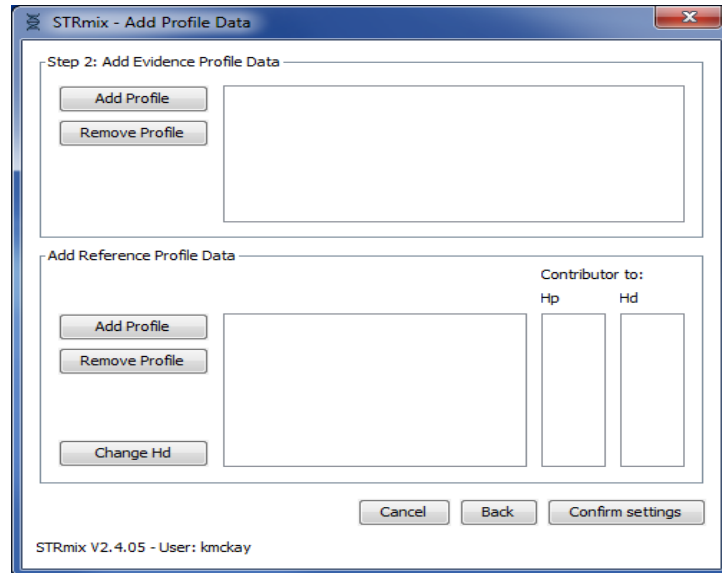 STRmix - Add Profile Data
Step 2: Add Evidence Profile Data
Add Profile
Remove Profile
Add Reference Profile Data
Contributor to:
Hp Hd
Add Profile
Remove Profile
Change Hd
Cancel Back Confirm settings
STRmix V2.4.05 - User: kmckay